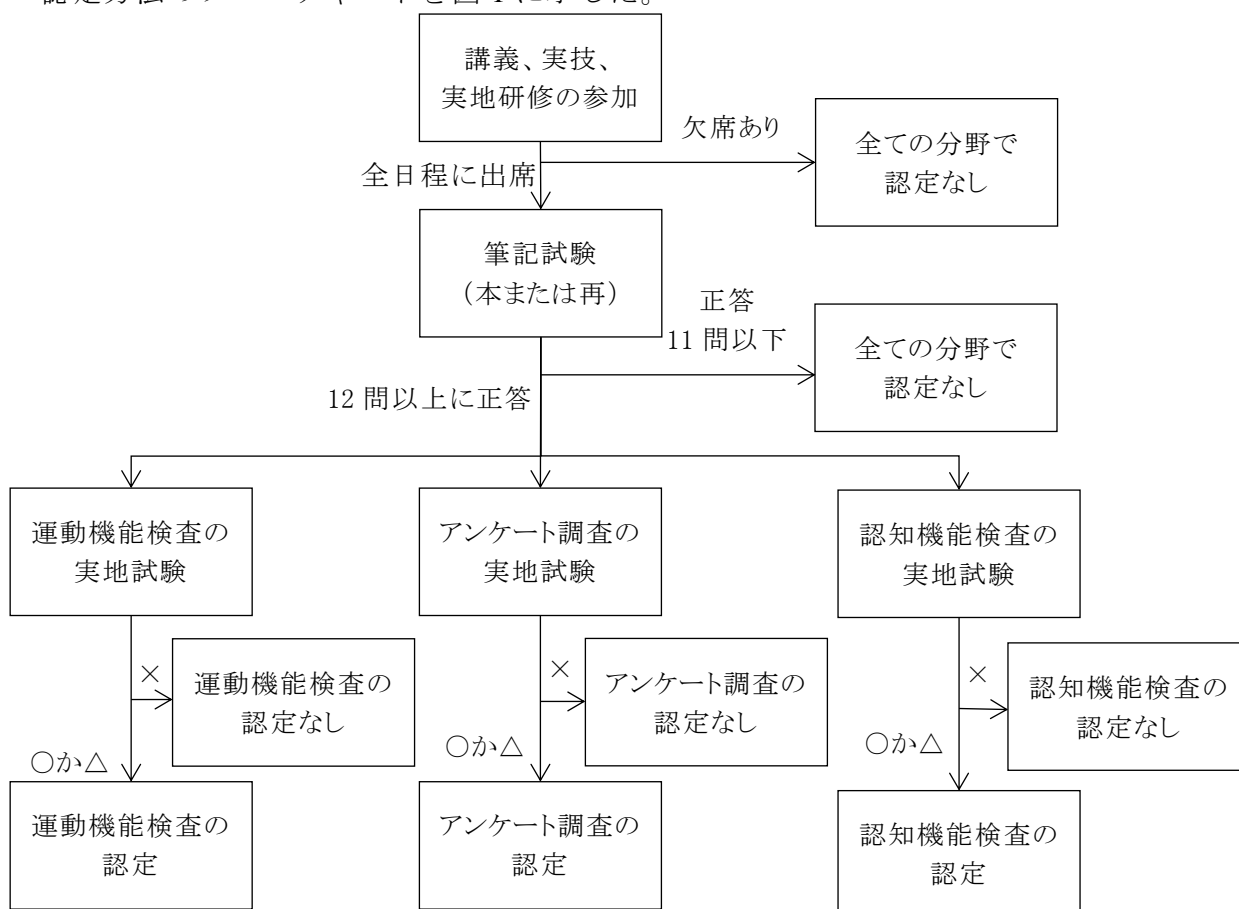 講義、実技、
実地研修の参加
欠席あり
全ての分野で
認定なし
全日程に出席
筆記試験
（本または再）
正答
11問以下
全ての分野で
認定なし
12問以上に正答
運動機能検査の
実地試験
アンケート調査の
実地試験
認知機能検査の
実地試験
×
運動機能検査の
認定なし
×
アンケート調査の
認定なし
×
認知機能検査の
認定なし
○か△
○か△
○か△
運動機能検査の
認定
アンケート調査の
認定
認知機能検査の
認定